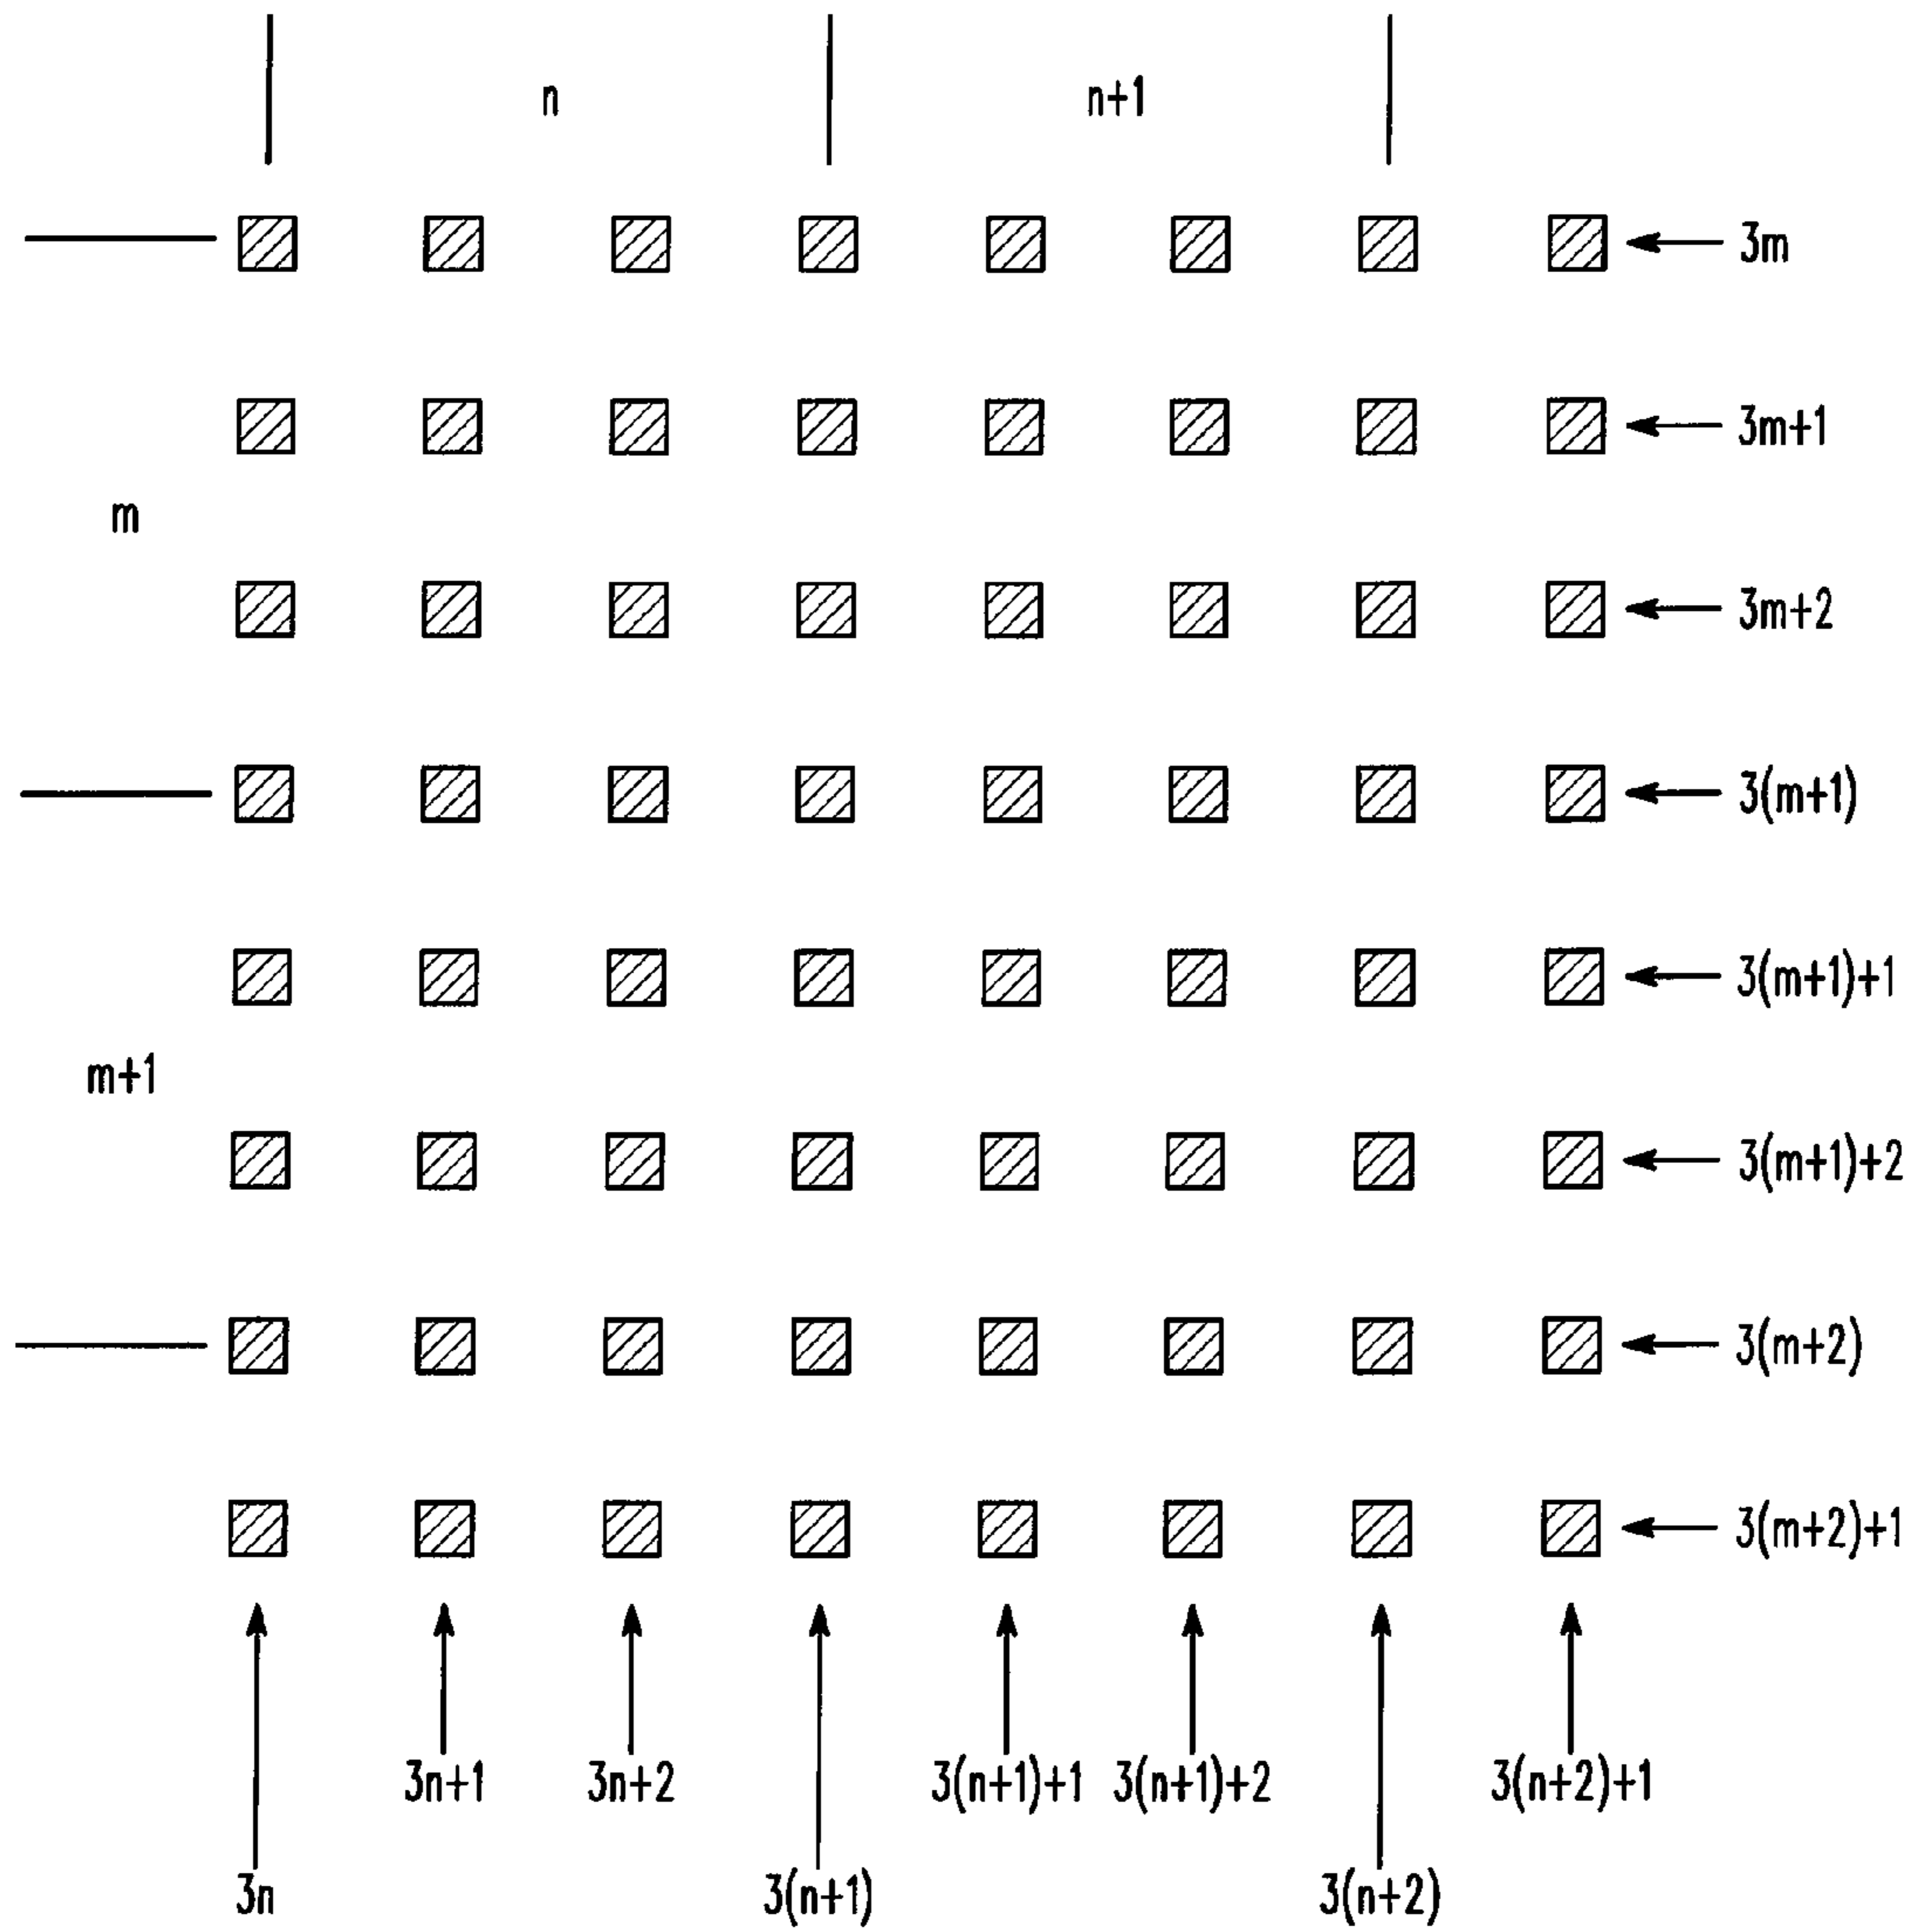 n n+1
3m
3m+1
m
3m+2
3(m+1)
3(m+1)+1
m+1
3(m+1)+2
3(m+2)
3(m+2)+1
3n+1 3n+2 3(n+1)+1 3(n+1)+2 3(n+2)+1
3n 3(n+1) 3(n+2)